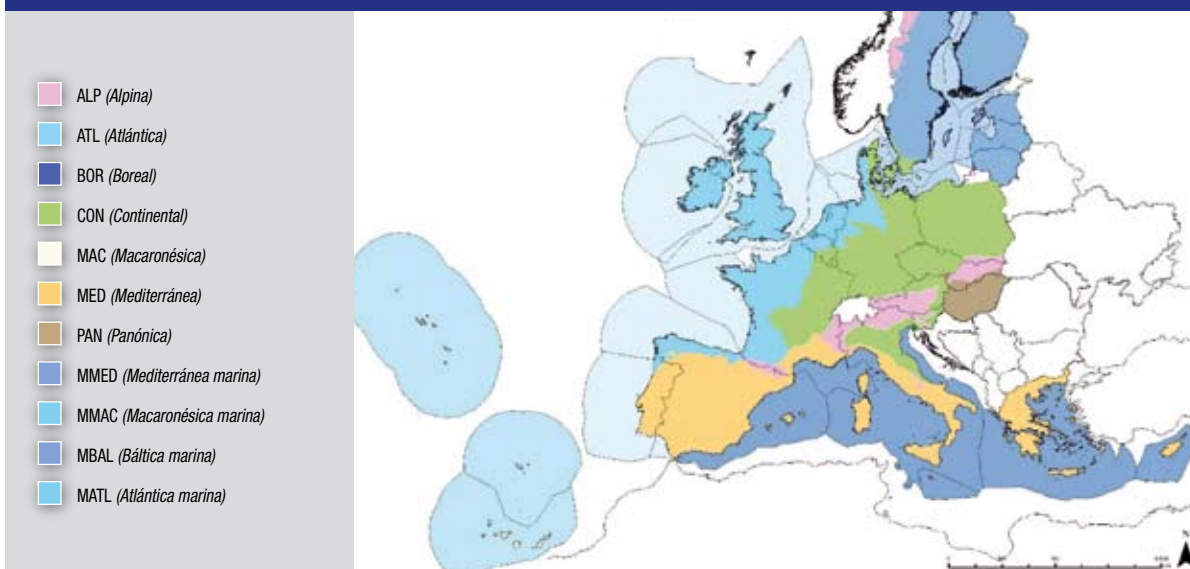 ALP (Alpina)
ATL (Atlántica)
BOR (Boreal)
CON (Continental)
MAC (Macaronésica)
MED (Mediterránea)
PAN (Panónica)
MMED (Mediterránea marina)
MMAC (Macaronésica marina)
MBAL (Báltica marina)
MATL (Atlántica marina)
N